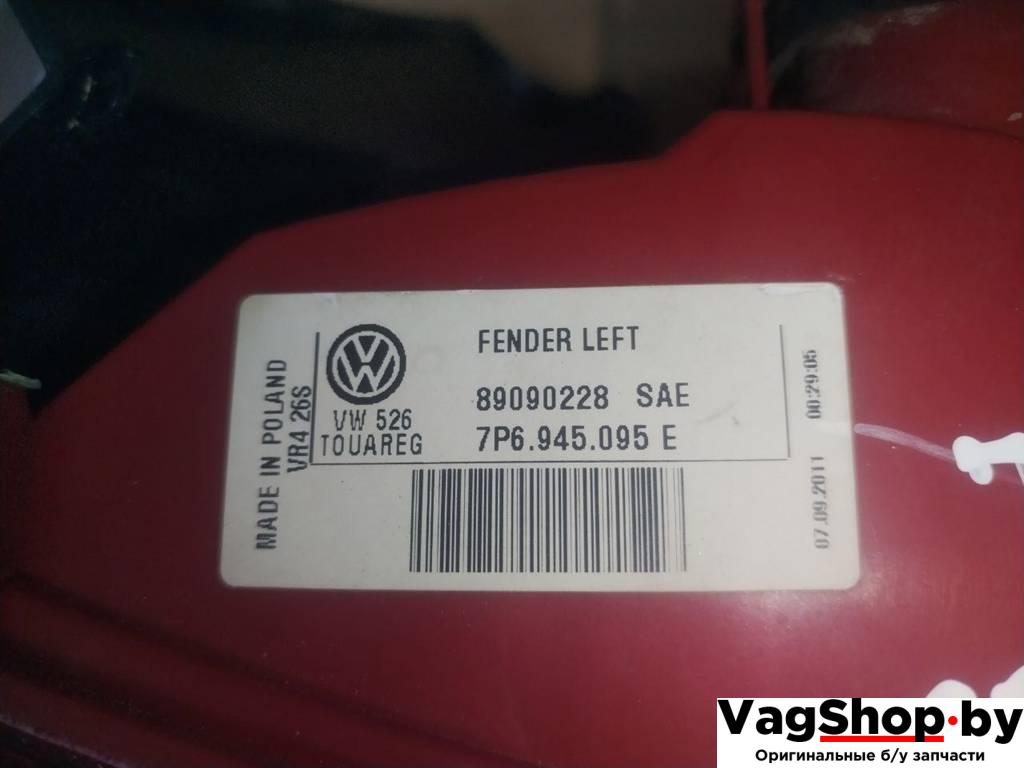 FENDER LEFT
VW 526
TOUAREG
89090228 SAE
7P6.945.095 E
MADE IN POLAND
VR4 26S
07.09.2011 00:29:05
VagShop.by
Оригинальные б/у запчасти